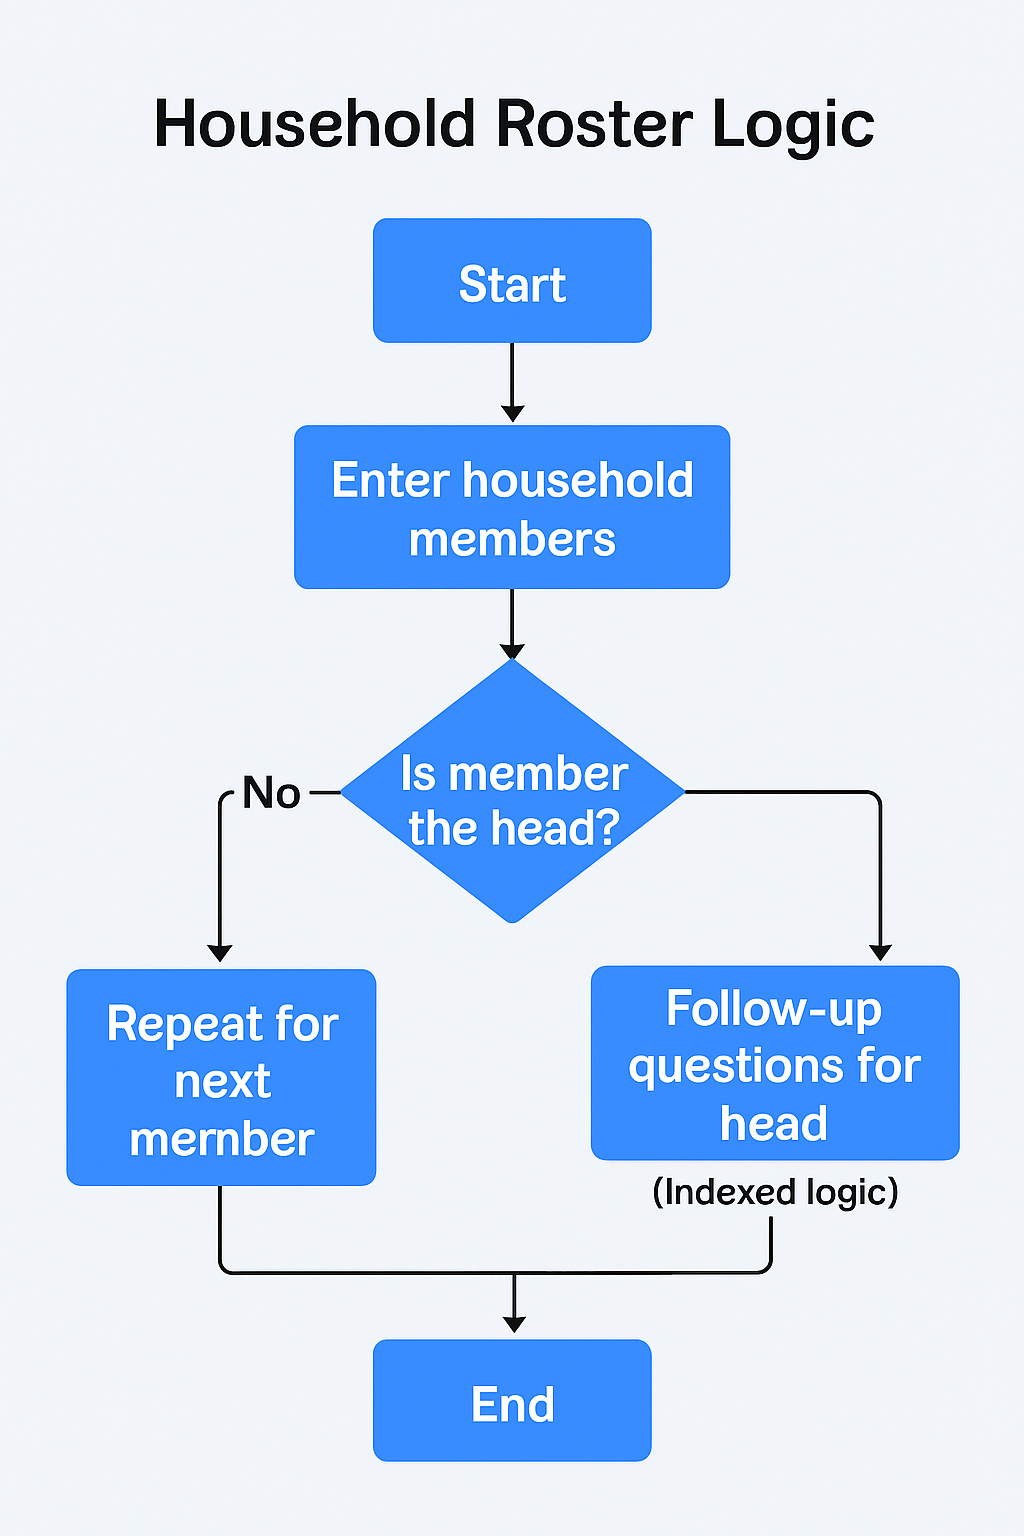 Household Roster Logic
Start
Enter household
members
Is member
the head?
No
Repeat for
next
mernber
Follow-up
questions for
head
(Indexed logic)
End